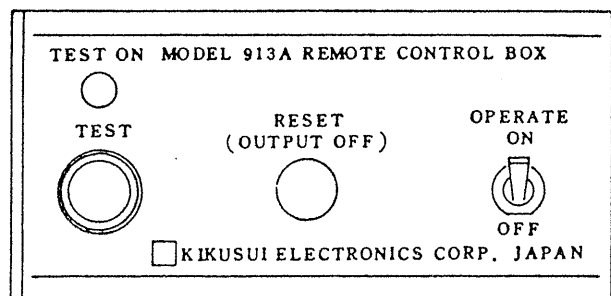 TEST ON MODEL 913A REMOTE CONTROL BOX
TEST
RESET
(OUTPUT OFF)
OPERATE
ON
OFF
KIKUSUI ELECTRONICS CORP. JAPAN